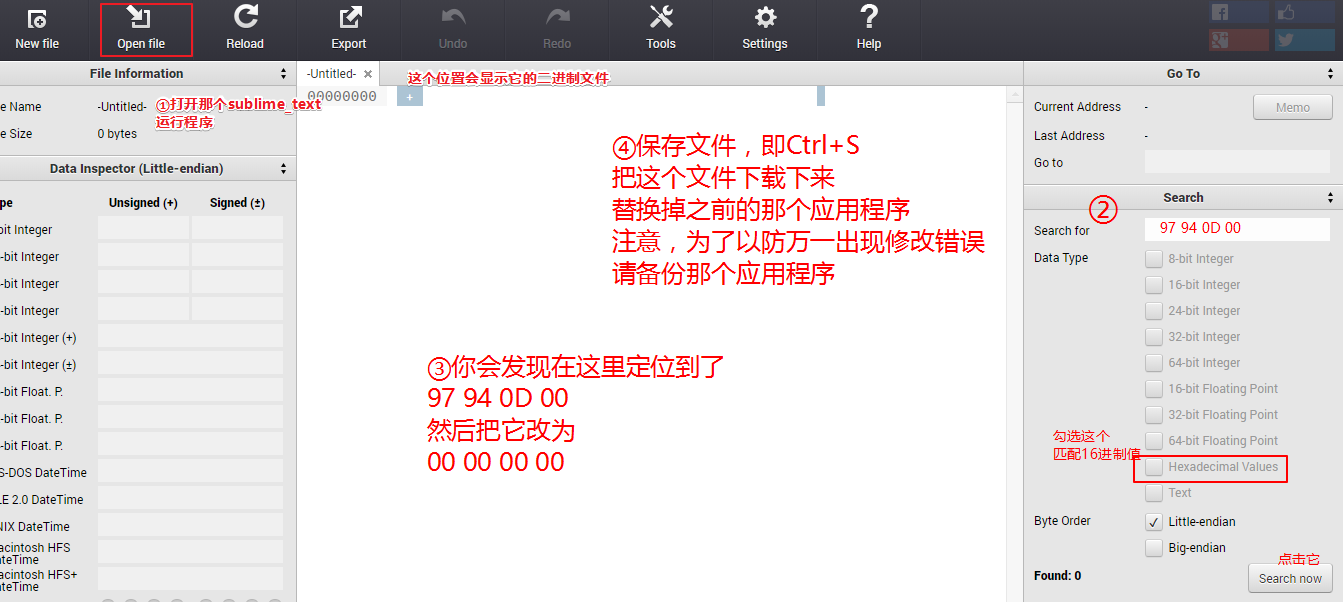 New file
Open file
Reload
Export
Undo
Redo
Tools
Settings
Help
File Information
-Untitled-
这个位置会显示它的二进制文件
Go To
e Name
-Untitled-
①打开那个sublime_text
运行程序
e Size
0 bytes
00000000
+
Current Address
-
Memo
Last Address
-
Go to
Data Inspector (Little-endian)
pe
Unsigned (+)
Signed (±)
bit Integer
-bit Integer
-bit Integer
-bit Integer
-bit Integer (+)
-bit Integer (±)
-bit Float. P.
-bit Float. P.
-bit Float. P.
S-DOS DateTime
LE 2.0 DateTime
NIX DateTime
acintosh HFS
ateTime
acintosh HFS+
ateTime
④保存文件，即Ctrl+S
把这个文件下载下来
替换掉之前的那个应用程序
注意，为了以防万一出现修改错误
请备份那个应用程序
③你会发现在这里定位到了
97 94 0D 00
然后把它改为
00 00 00 00
Search
②
Search for
97 94 0D 00
Data Type
8-bit Integer
16-bit Integer
24-bit Integer
32-bit Integer
64-bit Integer
16-bit Floating Point
32-bit Floating Point
64-bit Floating Point
勾选这个
匹配16进制值
Hexadecimal Values
Text
Byte Order
Little-endian
Big-endian
点击它
Found: 0
Search now